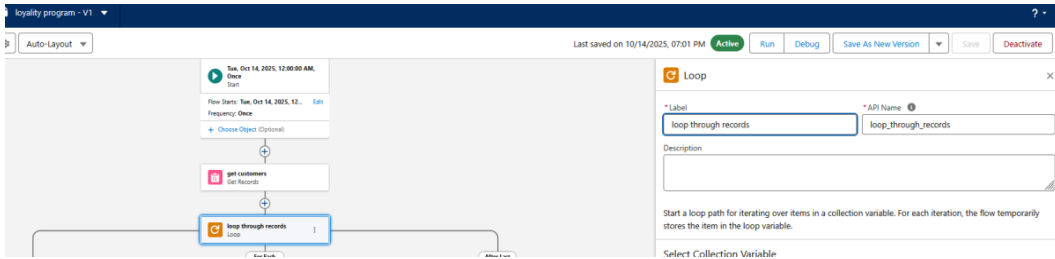 loyality program - V1
?
Auto-Layout
Last saved on 10/14/2025, 07:01 PM Active Run Debug Save As New Version Save Deactivate
Tue, Oct 14, 2025, 12:00:00 AM,
Once
Start
Flow Starts: Tue, Oct 14, 2025, 12... Edit
Frequency: Once
+ Choose Object (Optional)
get customers
Get Records
loop through records
Loop
For Each
After Last
Loop
*Label
loop through records
*API Name
loop_through_records
Description
Start a loop path for iterating over items in a collection variable. For each iteration, the flow temporarily
stores the item in the loop variable.
Select Collection Variable